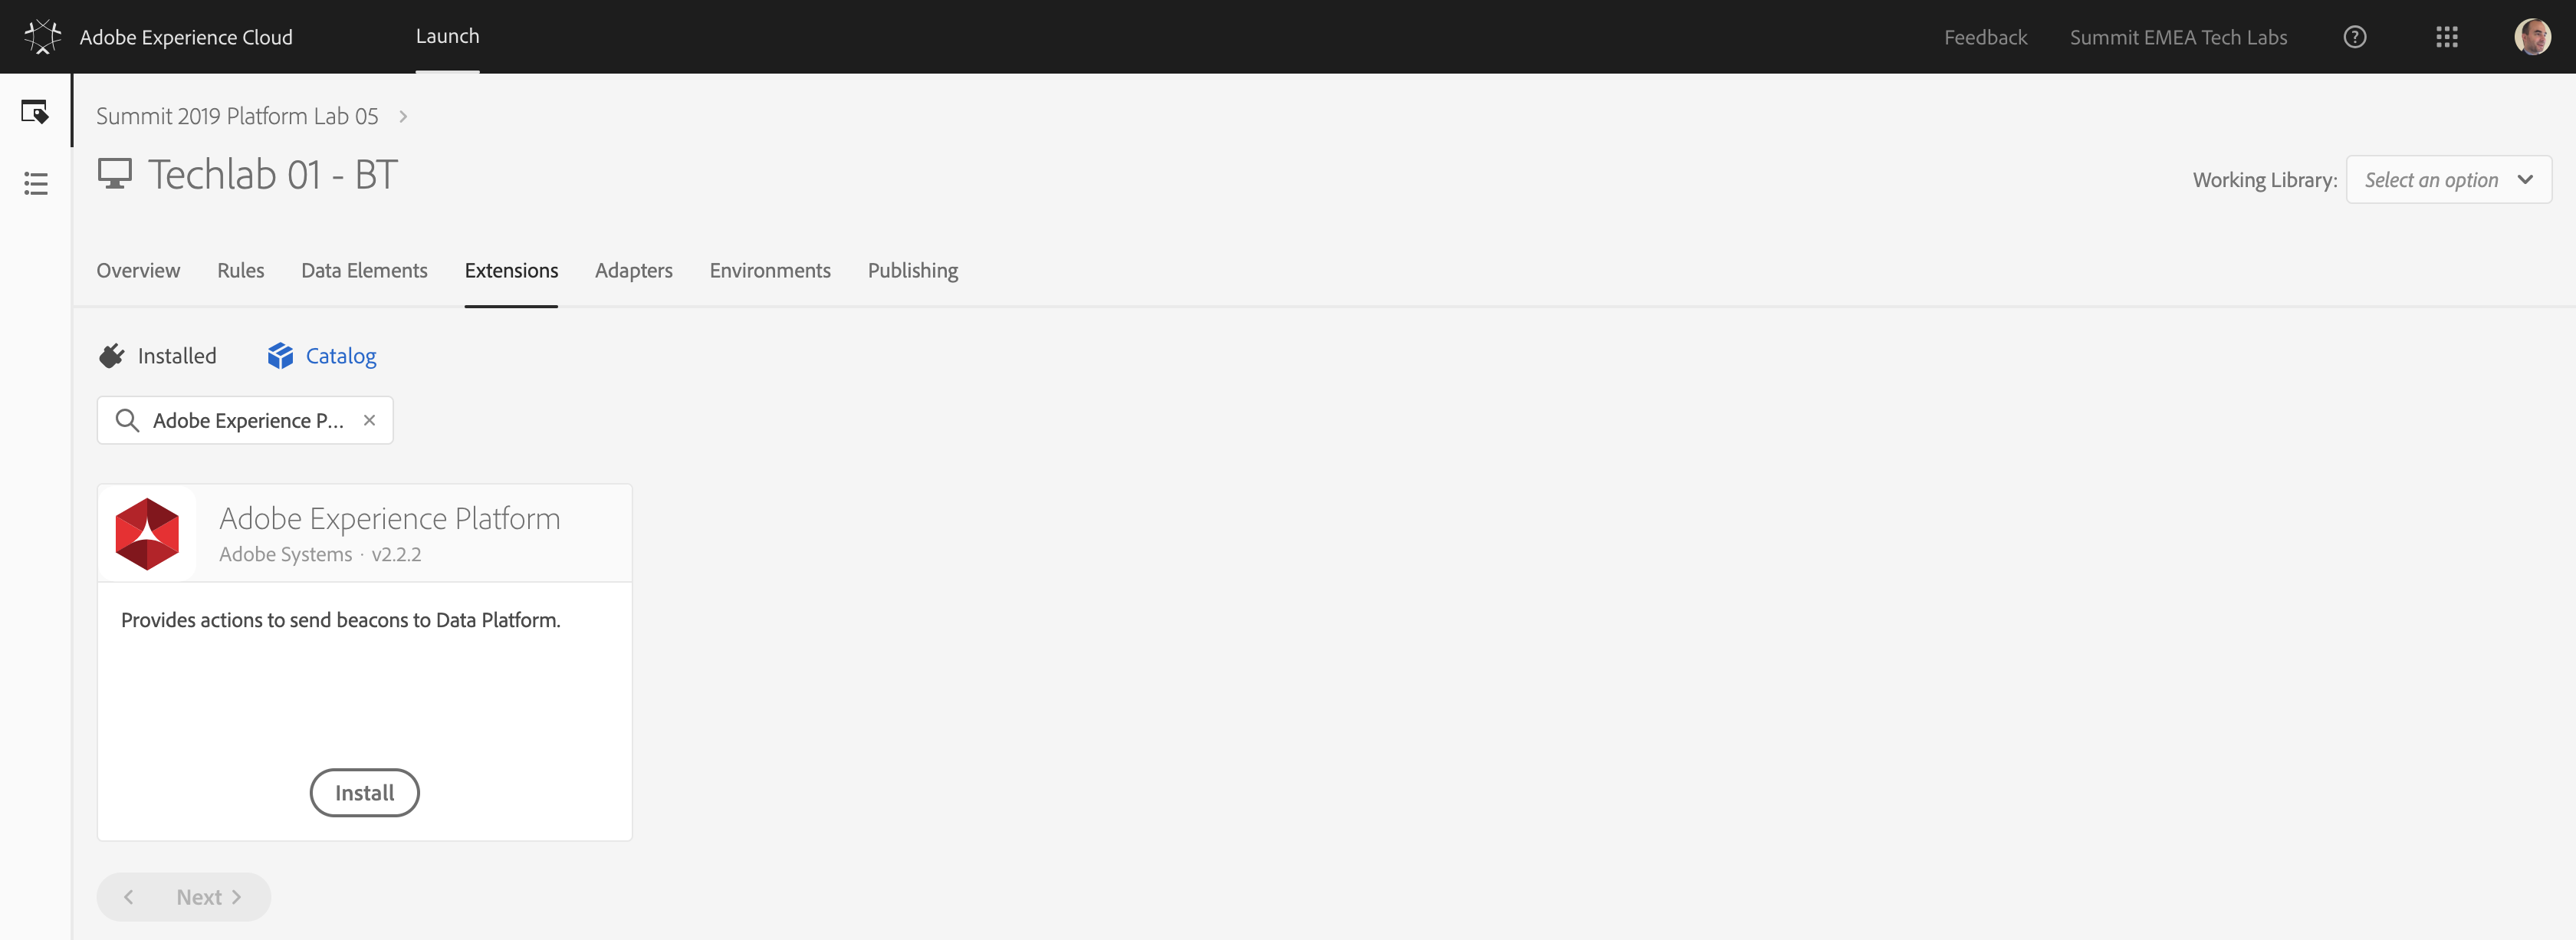 Adobe Experience Cloud
Launch
Feedback
Summit EMEA Tech Labs
Summit 2019 Platform Lab 05
Techlab 01 - BT
Working Library:
Select an option
Overview
Rules
Data Elements
Extensions
Adapters
Environments
Publishing
Installed
Catalog
Adobe Experience P...
Adobe Experience Platform
Adobe Systems · v2.2.2
Provides actions to send beacons to Data Platform.
Install
Next